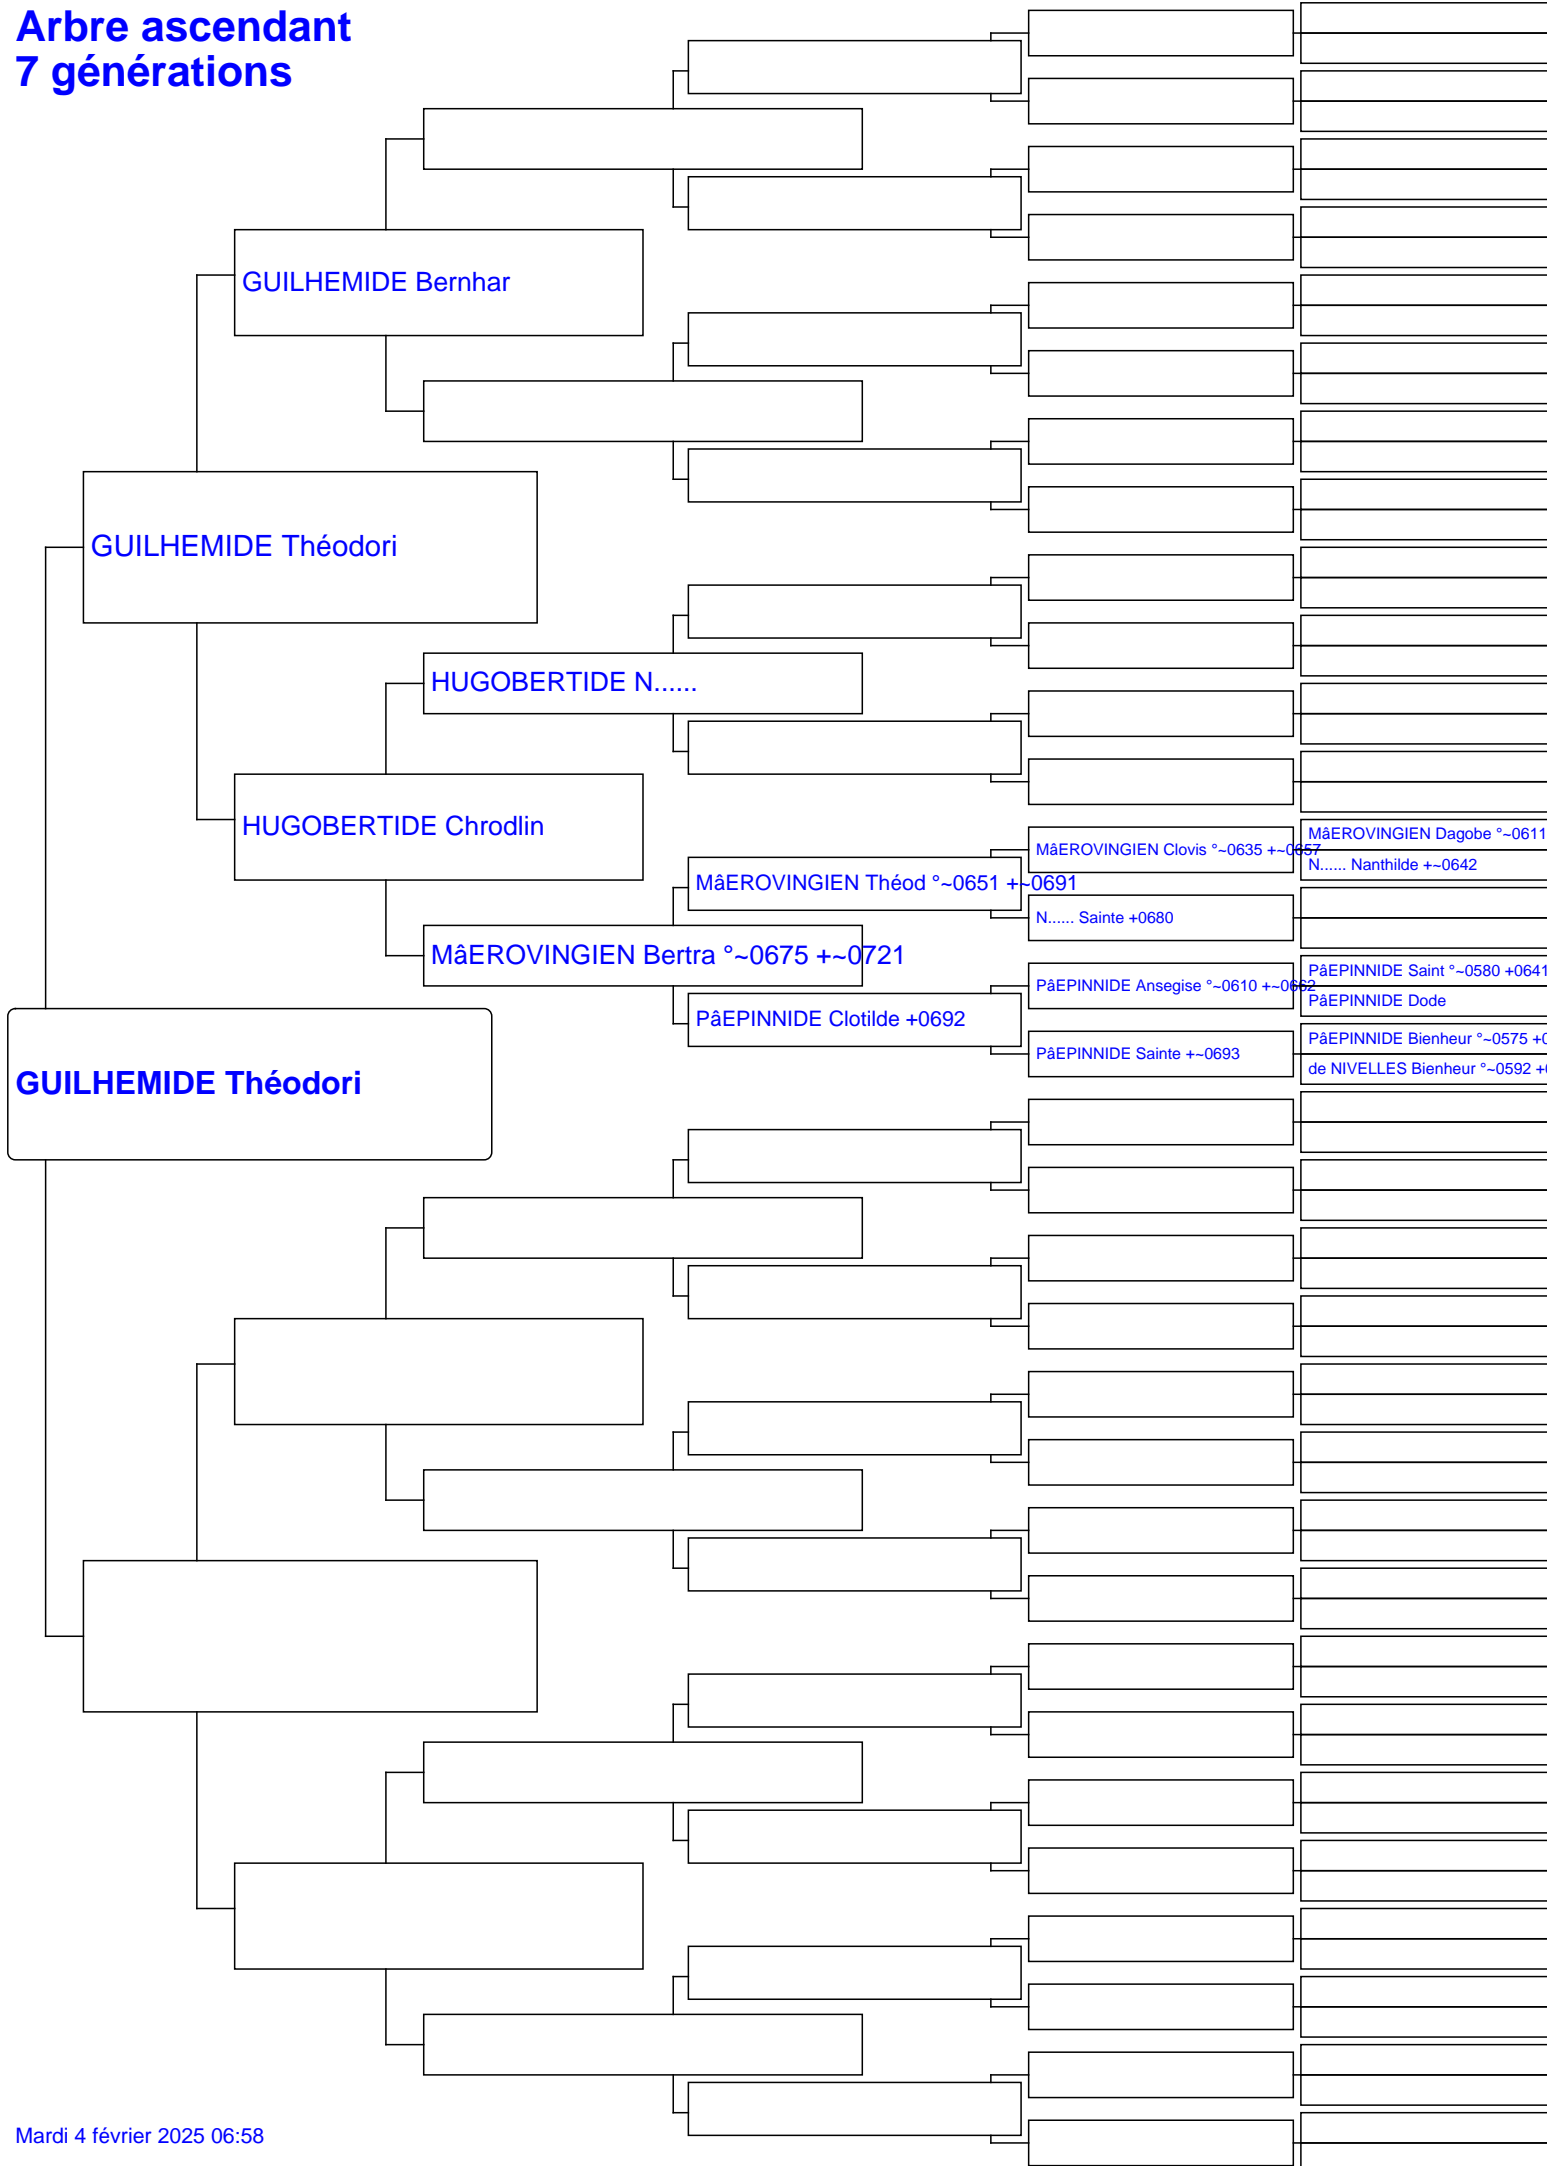 Arbre ascendant
7 générations
GUILHEMIDE Bernhar
GUILHEMIDE Théodori
HUGOBERTIDE N......
HUGOBERTIDE Chrodlin
MâEROVINGIEN Dagobe °~0611
MâEROVINGIEN Clovis °~0635 +~0657
N...... Nanthilde +~0642
MâEROVINGIEN Théod °~0651 +~0691
N...... Sainte +0680
MâEROVINGIEN Bertra °~0675 +~0721
PâEPINNIDE Saint °~0580 +0641
PâEPINNIDE Ansegise °~0610 +~0662
PâEPINNIDE Dode
PâEPINNIDE Clotilde +0692
PâEPINNIDE Bienheur °~0575 +0
PâEPINNIDE Sainte +~0693
de NIVELLES Bienheur °~0592 +
GUILHEMIDE Théodori
Mardi 4 février 2025 06:58